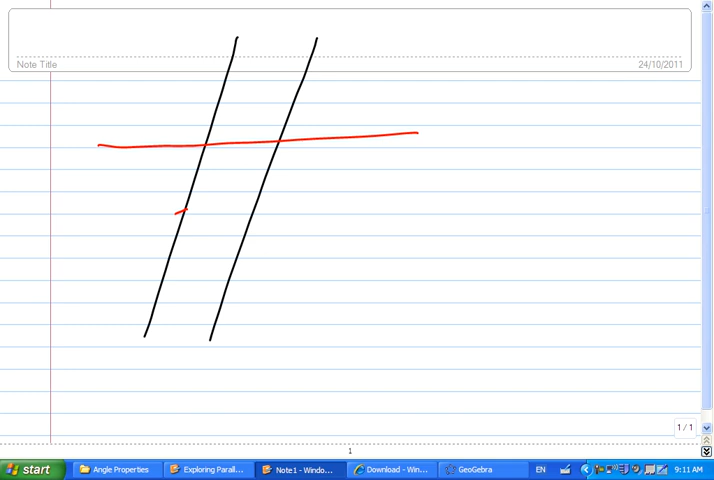 Note Title
24/10/2011
1 / 1
1
start
Angle Properties
Exploring Parall...
Note1 - Windo...
Download - Win...
GeoGebra
EN
9:11 AM